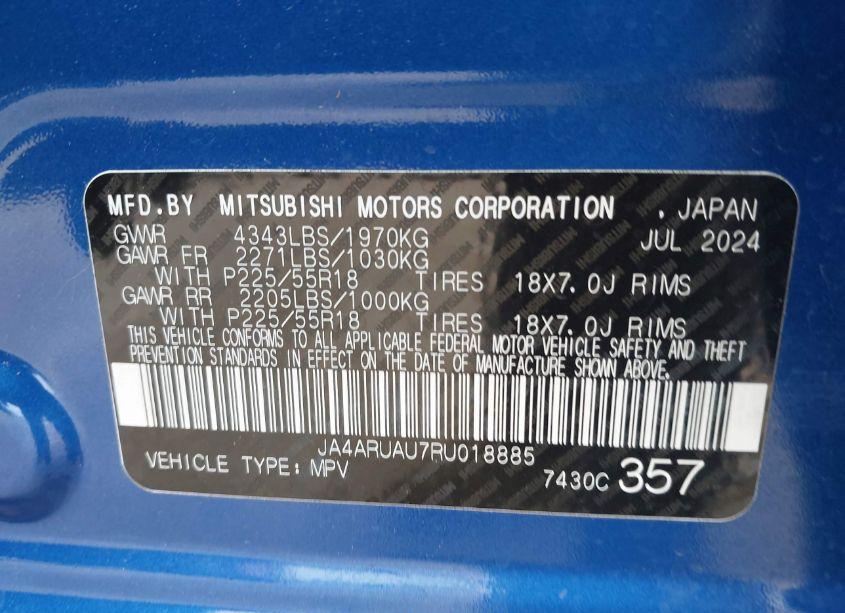 MFD.BY MITSUBISHI MOTORS CORPORATION . JAPAN
GVWR 4343LBS/1970KG JUL 2024
GAWR FR 2271LBS/1030KG
WITH P225/55R18 TIRES 18X7.0J RIMS
GAWR RR 2205LBS/1000KG
WITH P225/55R18 TIRES 18X7.0J RIMS
THIS VEHICLE CONFORMS TO ALL APPLICABLE FEDERAL MOTOR VEHICLE SAFETY AND THEFT
PREVENTION STANDARDS IN EFFECT ON THE DATE OF MANUFACTURE SHOWN ABOVE.
JA4ARUAU7RU018885
VEHICLE TYPE: MPV 7430C 357